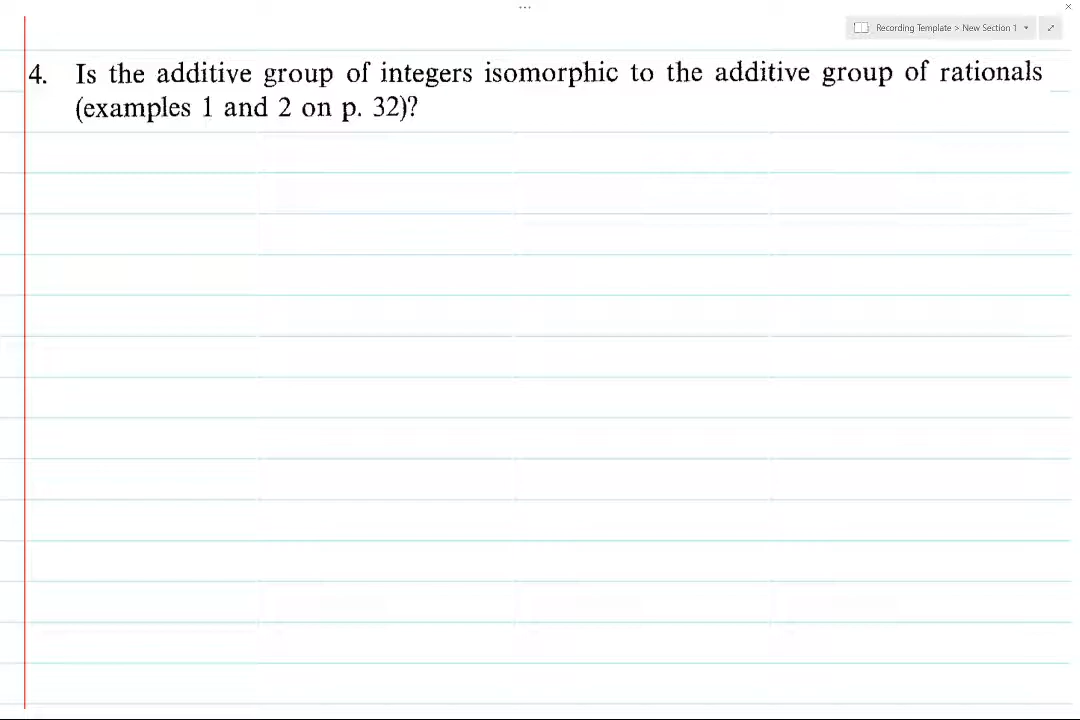 Recording Template > New Section 1
4. Is the additive group of integers isomorphic to the additive group of rationals
(examples 1 and 2 on p. 32)?